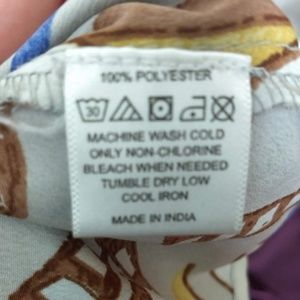 100% POLYESTER
30
MACHINE WASH COLD
ONLY NON-CHLORINE
BLEACH WHEN NEEDED
TUMBLE DRY LOW
COOL IRON
MADE IN INDIA